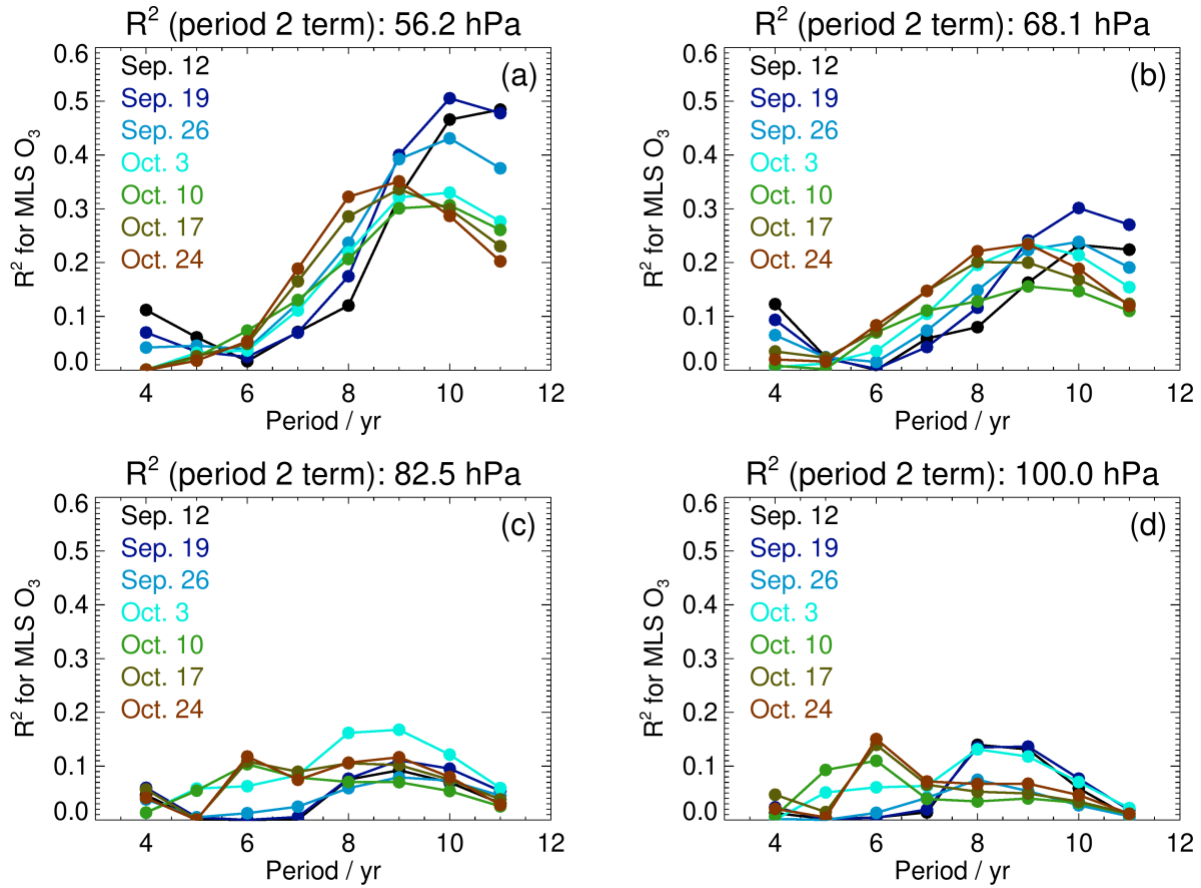 R² (period 2 term): 56.2 hPa
(a)
R² for MLS O₃
0.6
0.5
0.4
0.3
0.2
0.1
0.0
Sep. 12
Sep. 19
Sep. 26
Oct. 3
Oct. 10
Oct. 17
Oct. 24
4 6 8 10 12
Period / yr
R² (period 2 term): 68.1 hPa
(b)
R² for MLS O₃
0.6
0.5
0.4
0.3
0.2
0.1
0.0
Sep. 12
Sep. 19
Sep. 26
Oct. 3
Oct. 10
Oct. 17
Oct. 24
4 6 8 10 12
Period / yr
R² (period 2 term): 82.5 hPa
(c)
R² for MLS O₃
0.6
0.5
0.4
0.3
0.2
0.1
0.0
Sep. 12
Sep. 19
Sep. 26
Oct. 3
Oct. 10
Oct. 17
Oct. 24
4 6 8 10 12
Period / yr
R² (period 2 term): 100.0 hPa
(d)
R² for MLS O₃
0.6
0.5
0.4
0.3
0.2
0.1
0.0
Sep. 12
Sep. 19
Sep. 26
Oct. 3
Oct. 10
Oct. 17
Oct. 24
4 6 8 10 12
Period / yr